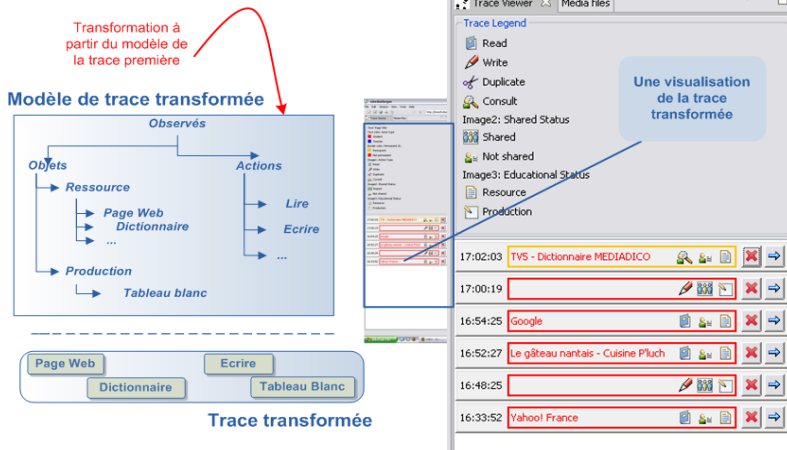 Transformation à
partir du modèle de
la trace première
Modèle de trace transformée
Observés
Objets
Actions
Ressource
Page Web
Dictionnaire
...
Production
Tableau blanc
Lire
Ecrire
...
Page Web
Ecrire
Dictionnaire
Tableau Blanc
Trace transformée
Trace Viewer
Media files
Trace Legend
Read
Write
Duplicate
Consult
Image2: Shared Status
Shared
Not shared
Image3: Educational Status
Resource
Production
Une visualisation
de la trace
transformée
17:02:03 TV5 - Dictionnaire MEDIADICO
17:00:19
16:54:25 Google
16:52:27 Le gâteau nantais - Cuisine P'luch
16:48:25
16:33:52 Yahoo! France